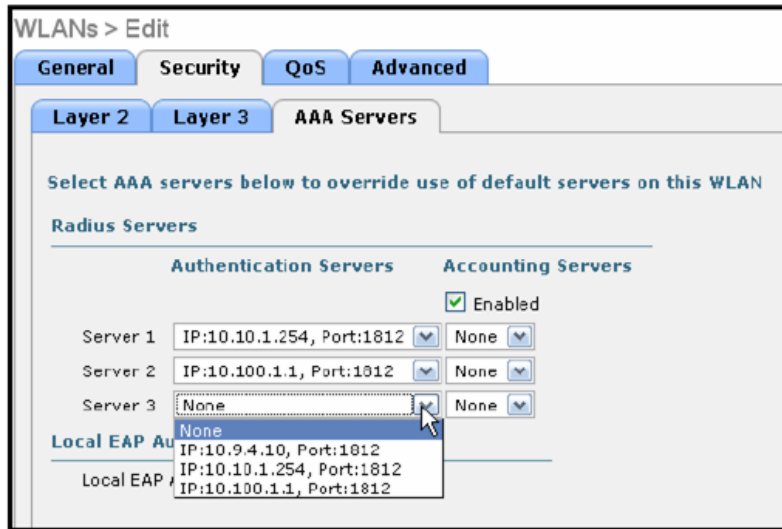 WLANs > Edit
General Security QoS Advanced
Layer 2 Layer 3 AAA Servers
Select AAA servers below to override use of default servers on this WLAN
Radius Servers
Authentication Servers Accounting Servers
Enabled
Server 1 IP:10.10.1.254, Port:1812 None
Server 2 IP:10.100.1.1, Port:1812 None
Server 3 None None
None
Local EAP Au
IP:10.9.4.10, Port:1812
IP:10.10.1.254, Port:1812
Local EAP
IP:10.100.1.1, Port:1812